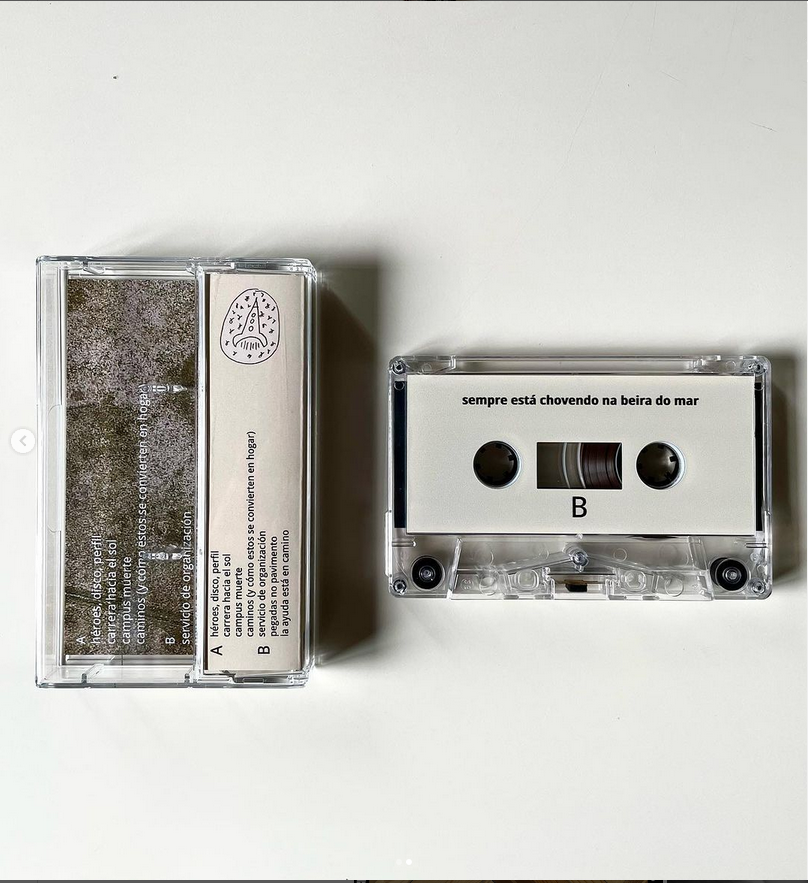 A
héroes, disco, perfil
carrera hacia el sol
campus muerte
caminos (y cómo estos se convierten en hogar)
B
servicio de organización
A
héroes, disco, perfil
carrera hacia el sol
campus muerte
caminos (y cómo estos se convierten en hogar)
B
servicio de organización
pegadas no pavimento
la ayuda está en camino
sempre está chovendo na beira do mar
B